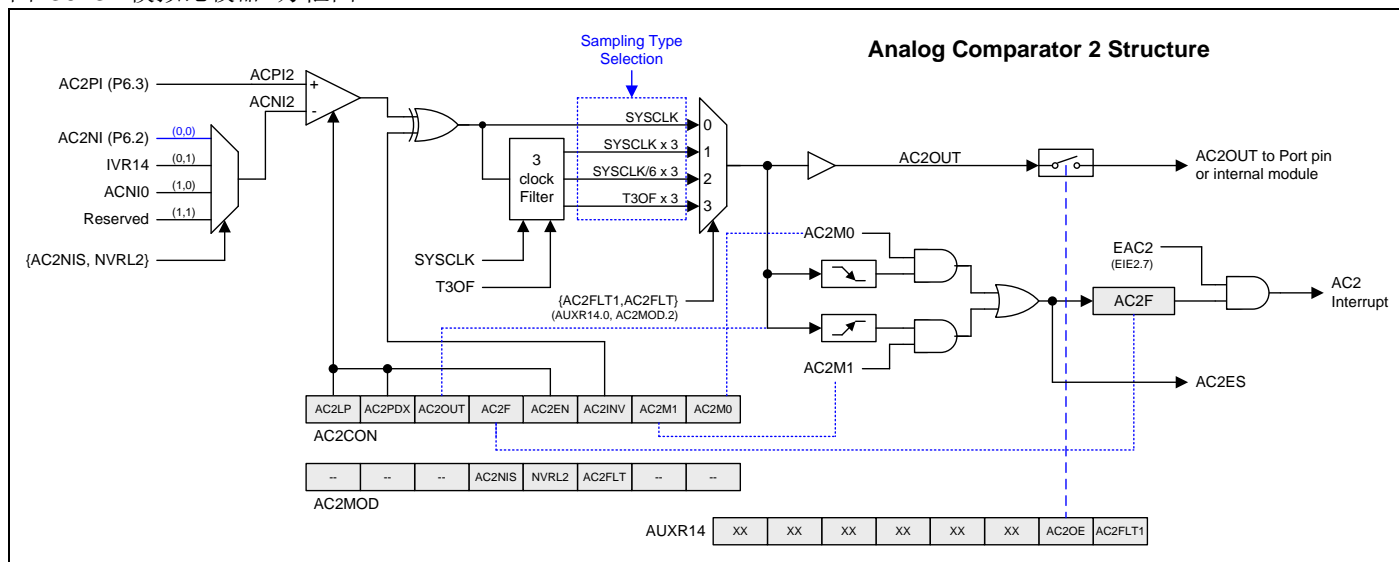 Analog Comparator 2 Structure
Sampling Type
Selection
AC2PI (P6.3)
ACPI2
+
ACNI2
-
AC2NI (P6.2)
(0,0)
IVR14
(0,1)
ACNI0
(1,0)
Reserved
(1,1)
{AC2NIS, NVRL2}
3
clock
Filter
SYSCLK
T3OF
SYSCLK
0
SYSCLK x 3
1
SYSCLK/6 x 3
2
T3OF x 3
3
{AC2FLT1,AC2FLT}
(AUXR14.0, AC2MOD.2)
AC2OUT
AC2OUT to Port pin
or internal module
AC2M0
AC2M1
EAC2
(EIE2.7)
AC2F
AC2
Interrupt
AC2ES
AC2LP AC2PDX AC2OUT AC2F AC2EN AC2INV AC2M1 AC2M0
AC2CON
-- -- -- AC2NIS NVRL2 AC2FLT -- --
AC2MOD
AUXR14 XX XX XX XX XX XX AC2OE AC2FLT1